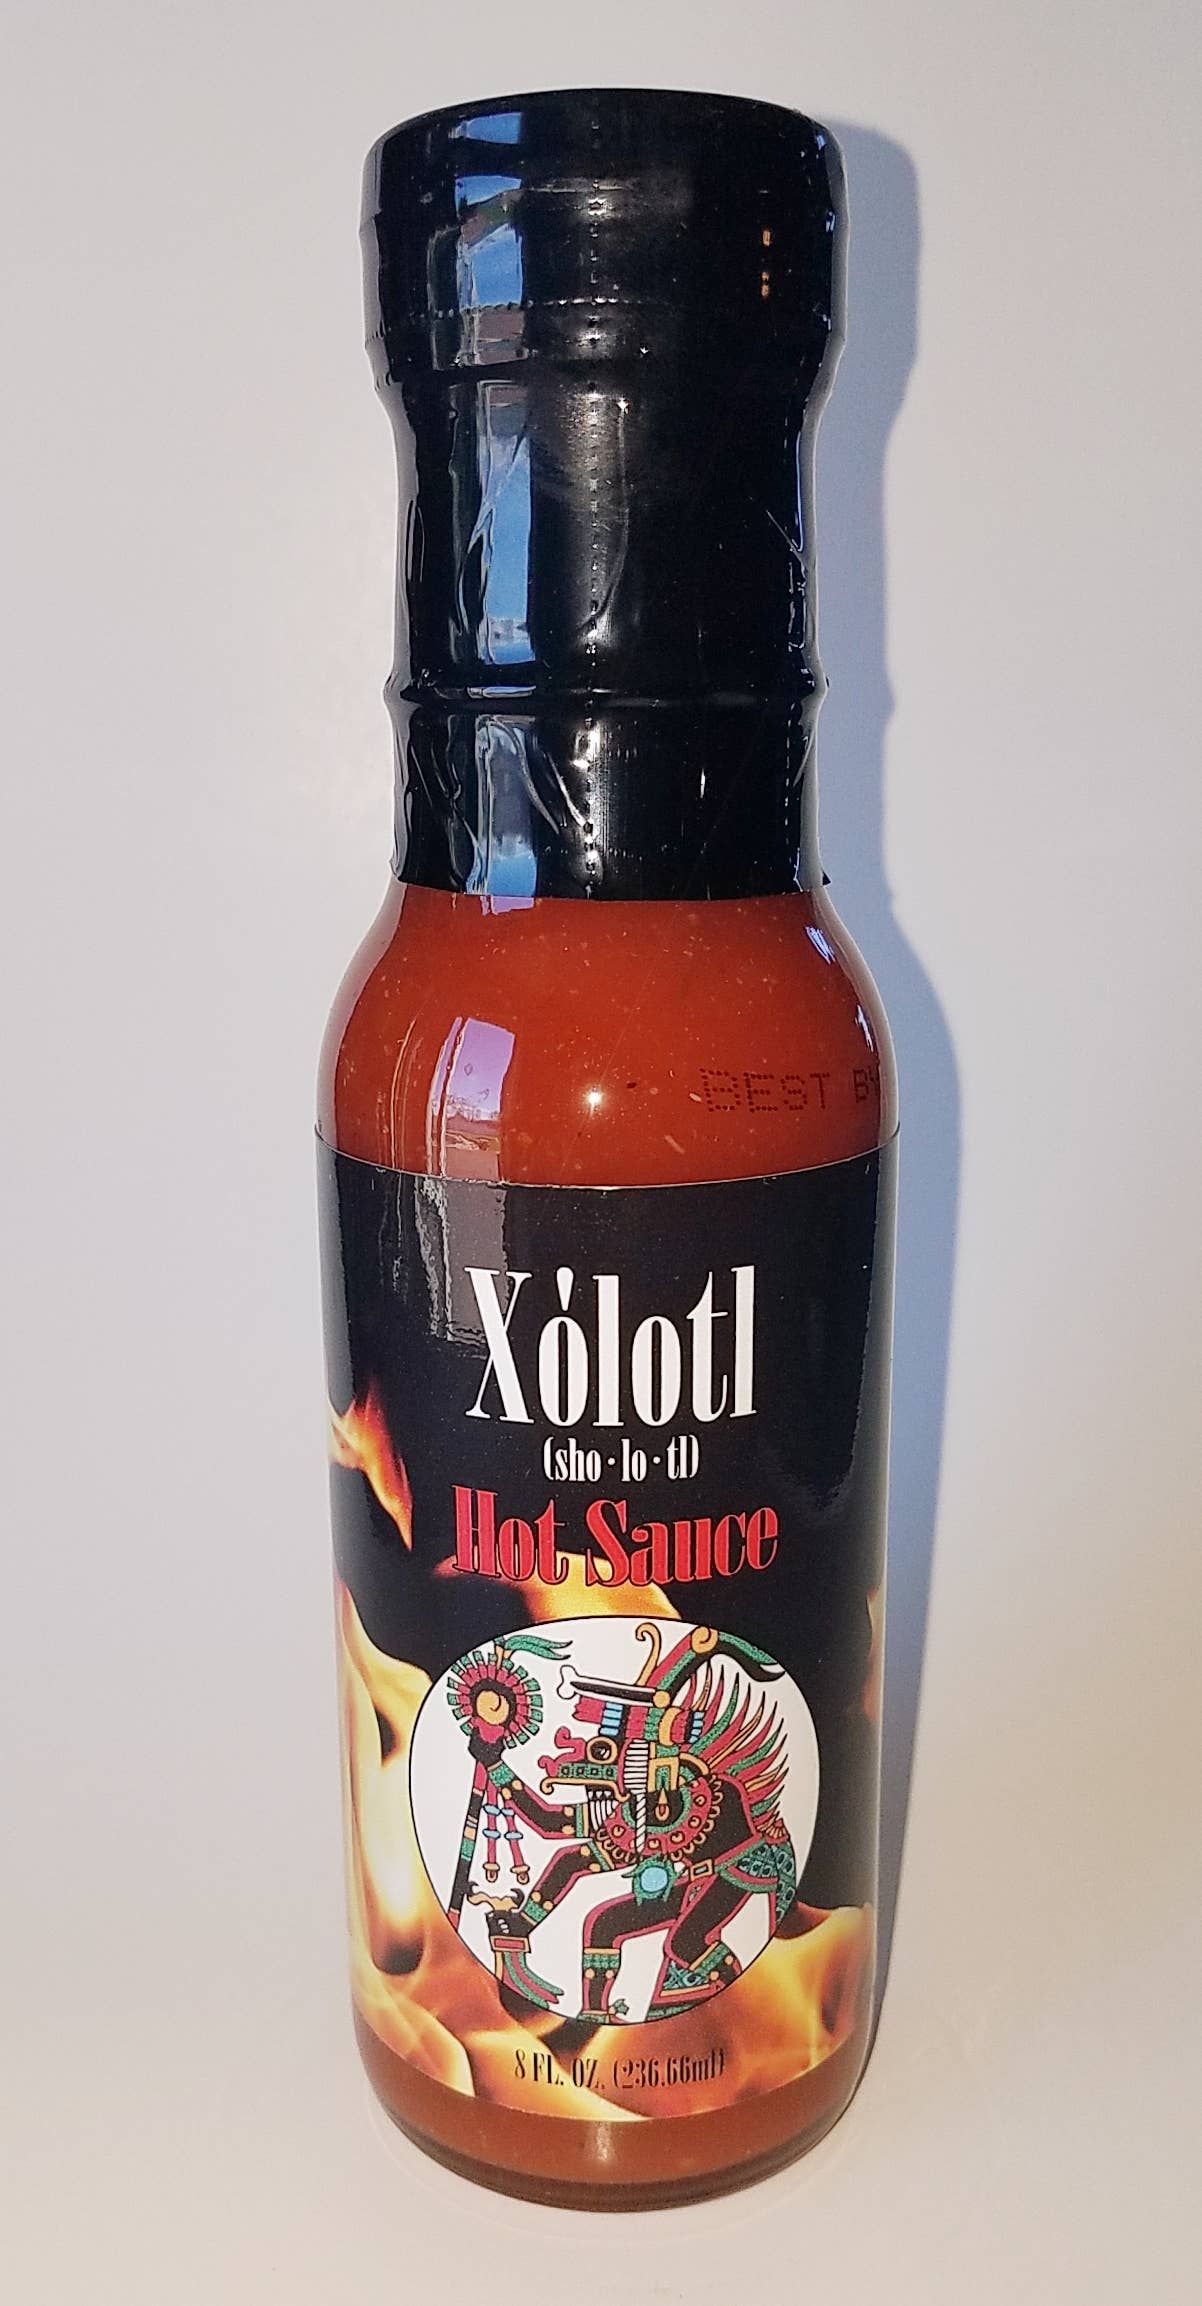 BEST BY
Xólotl
(sho·lo·tl)
Hot Sauce
8 FL. OZ. (236.66ml)